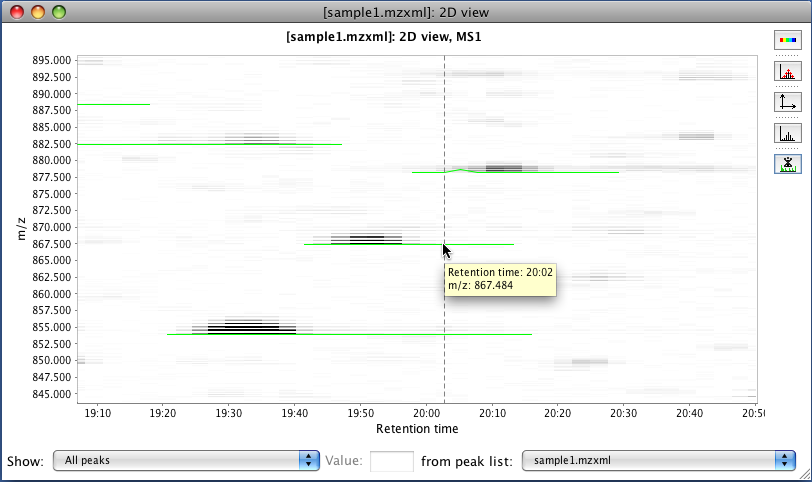 [sample1.mzxml]: 2D view
[sample1.mzxml]: 2D view, MS1
895.000
892.500
890.000
887.500
885.000
882.500
880.000
877.500
875.000
872.500
870.000
867.500
865.000
862.500
860.000
857.500
855.000
852.500
850.000
847.500
845.000
m/z
Retention time: 20:02
m/z: 867.484
19:10 19:20 19:30 19:40 19:50 20:00 20:10 20:20 20:30 20:40 20:50
Retention time
Show: All peaks Value: from peak list: sample1.mzxml